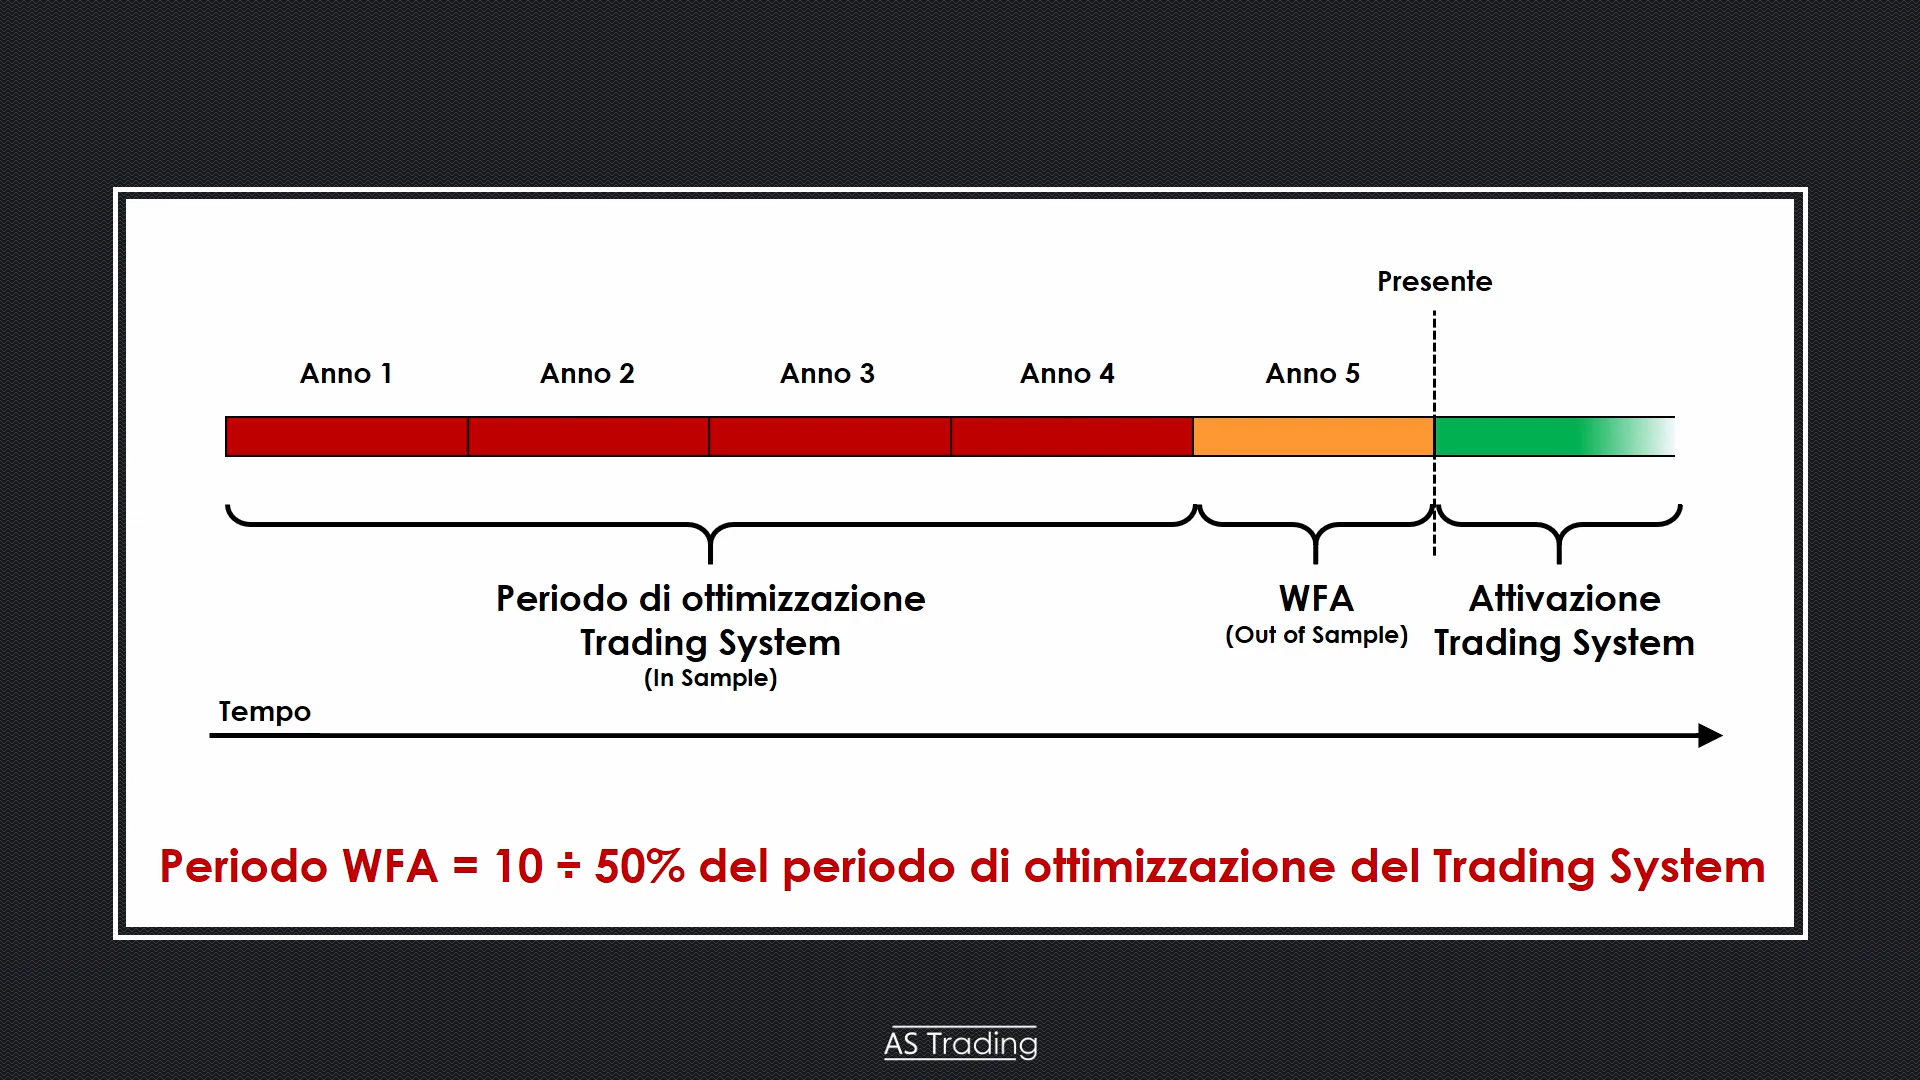 Presente
Anno 1
Anno 2
Anno 3
Anno 4
Anno 5
Periodo di ottimizzazione
Trading System
(In Sample)
WFA
(Out of Sample)
Attivazione
Trading System
Tempo
Periodo WFA = 10 ÷ 50% del periodo di ottimizzazione del Trading System
AS Trading